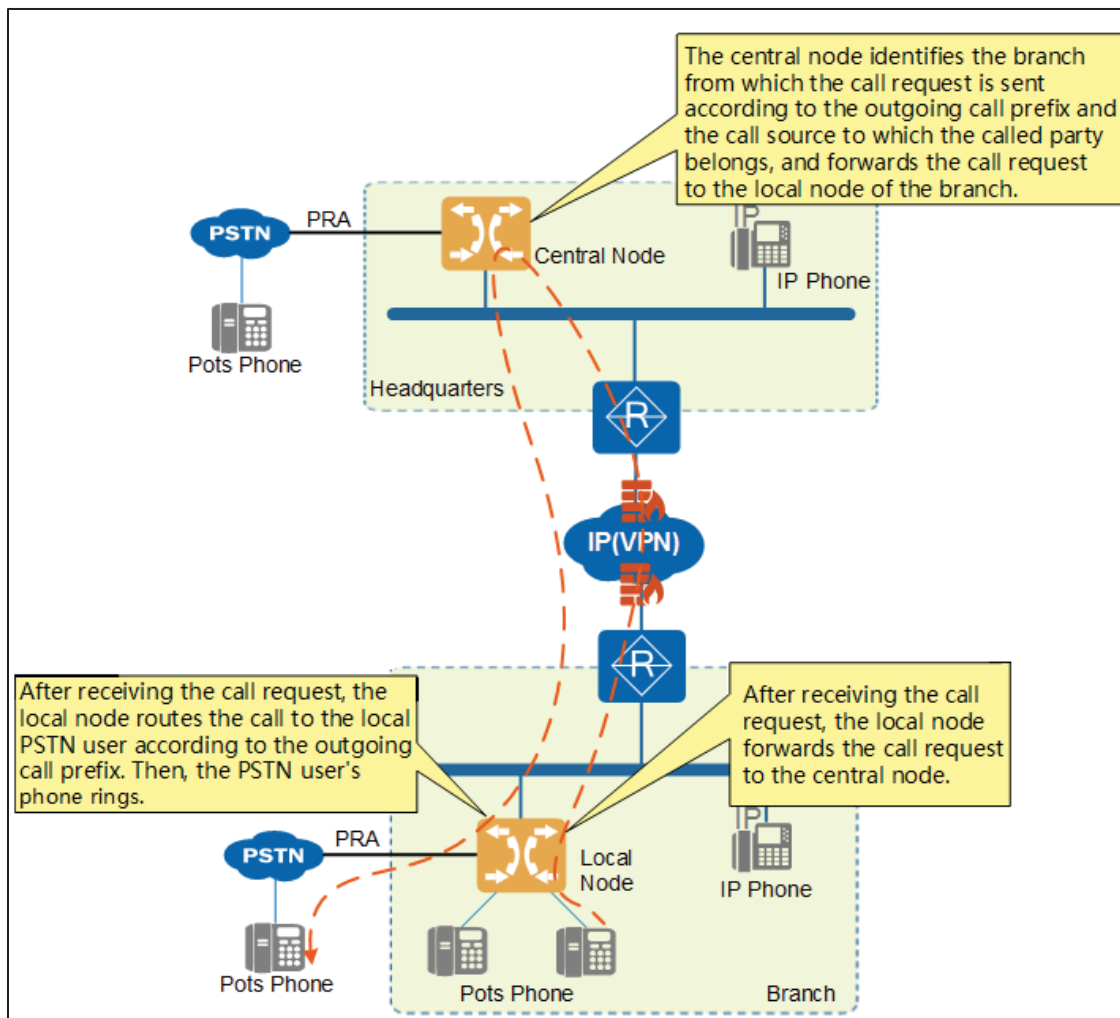 The central node identifies the branch
from which the call request is sent
according to the outgoing call prefix and
the call source to which the called party
belongs, and forwards the call request
to the local node of the branch.
PRA
PSTN
Central Node
IP
IP Phone
Pots Phone
Headquarters
R
IP(VPN)
R
After receiving the call request, the
local node routes the call to the local
PSTN user according to the outgoing
call prefix. Then, the PSTN user's
phone rings.
After receiving the call
request, the local node
forwards the call request
to the central node.
PRA
PSTN
Local
Node
IP
IP Phone
Pots Phone
Pots Phone
Branch